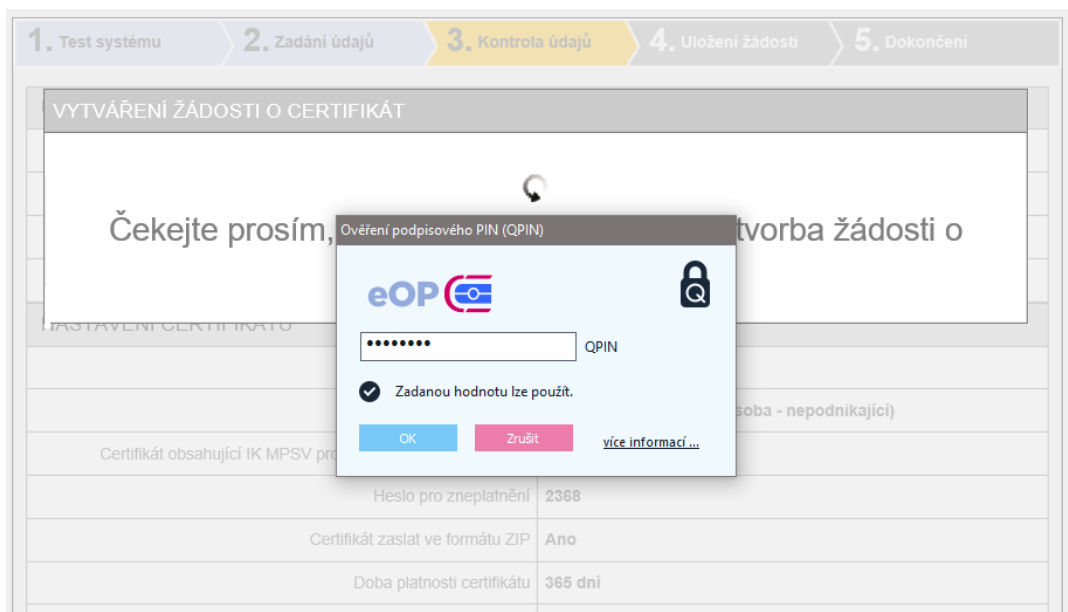 1. Test systému
2. Zadání údajů
3. Kontrola údajů
4. Uložení žádosti
5. Dokončení
VYTVÁŘENÍ ŽÁDOSTI O CERTIFIKÁT
Čekejte prosím, tvorba žádosti o
Ověření podpisového PIN (QPIN)
eOP
Q
•••••••• QPIN
Zadanou hodnotu lze použít.
OK Zrušit více informací ...
NASTAVENÍ CERTIFIKÁTU
soba - nepodnikající)
Certifikát obsahující IK MPSV pro
Heslo pro zneplatnění 2368
Certifikát zaslat ve formátu ZIP Ano
Doba platnosti certifikátu 365 dní